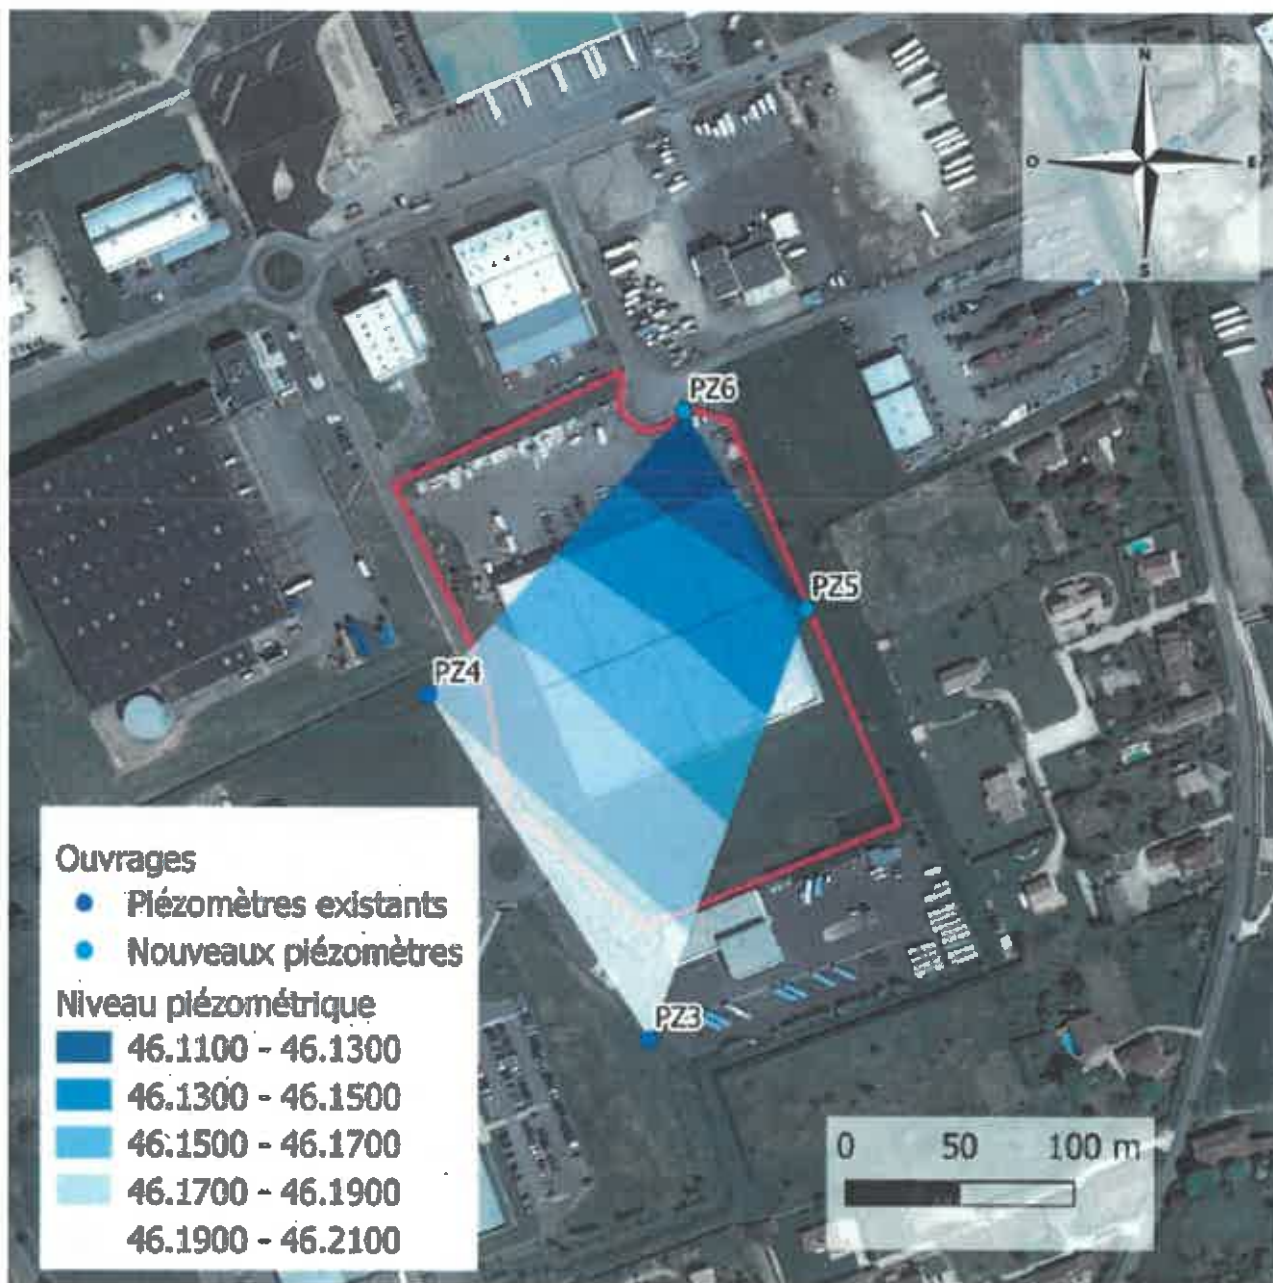 N
O
E
S
PZ6
PZ5
PZ4
PZ3
Ouvrages
Piézomètres existants
Nouveaux piézomètres
Niveau piézométrique
46.1100 - 46.1300
46.1300 - 46.1500
46.1500 - 46.1700
46.1700 - 46.1900
46.1900 - 46.2100
0 50 100 m